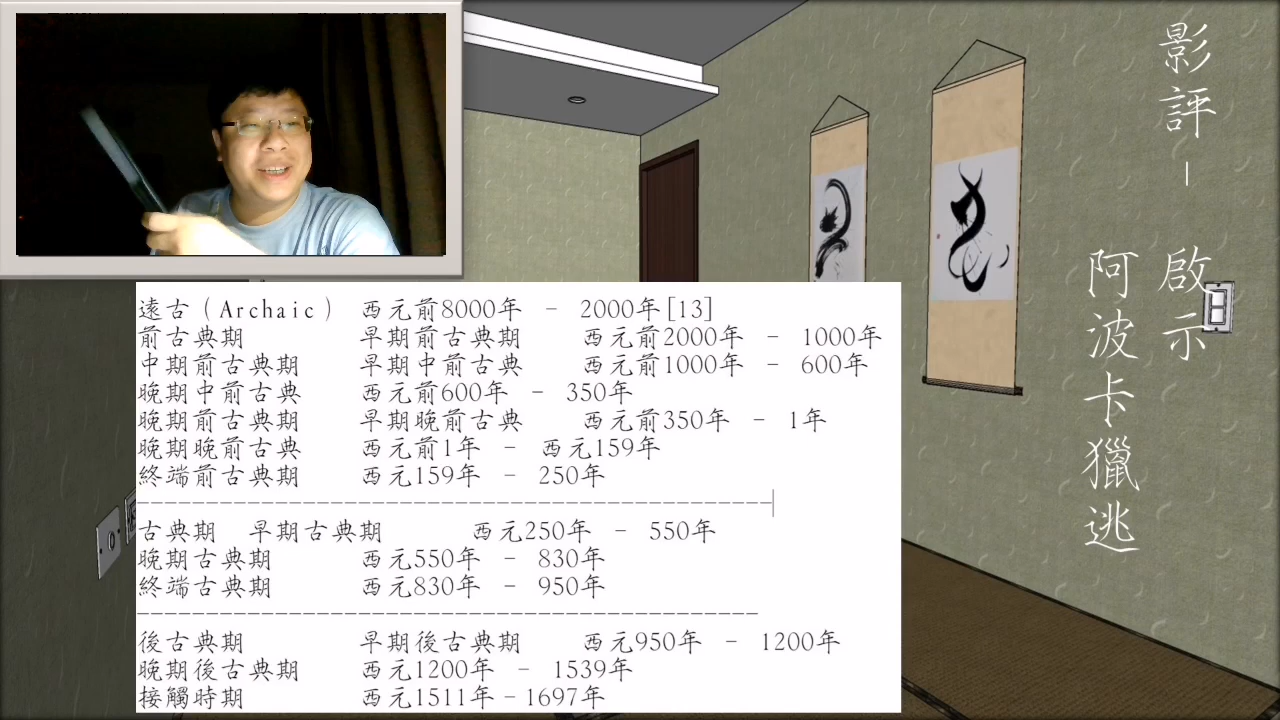 影評－　啟示
阿波卡獵逃
遠古（Archaic） 西元前8000年 － 2000年[13]
前古典期 早期前古典期 西元前2000年 － 1000年
中期前古典期 早期中前古典 西元前1000年 － 600年
晚期中前古典 西元前600年 － 350年
晚期前古典期 早期晚前古典 西元前350年 － 1年
晚期晚前古典 西元前1年 － 西元159年
終端前古典期 西元159年 － 250年
----------------------------------------------
古典期 早期古典期 西元250年 － 550年
晚期古典期 西元550年 － 830年
終端古典期 西元830年 － 950年
---------------------------------------------
後古典期 早期後古典期 西元950年 － 1200年
晚期後古典期 西元1200年 － 1539年
接觸時期 西元1511年－1697年